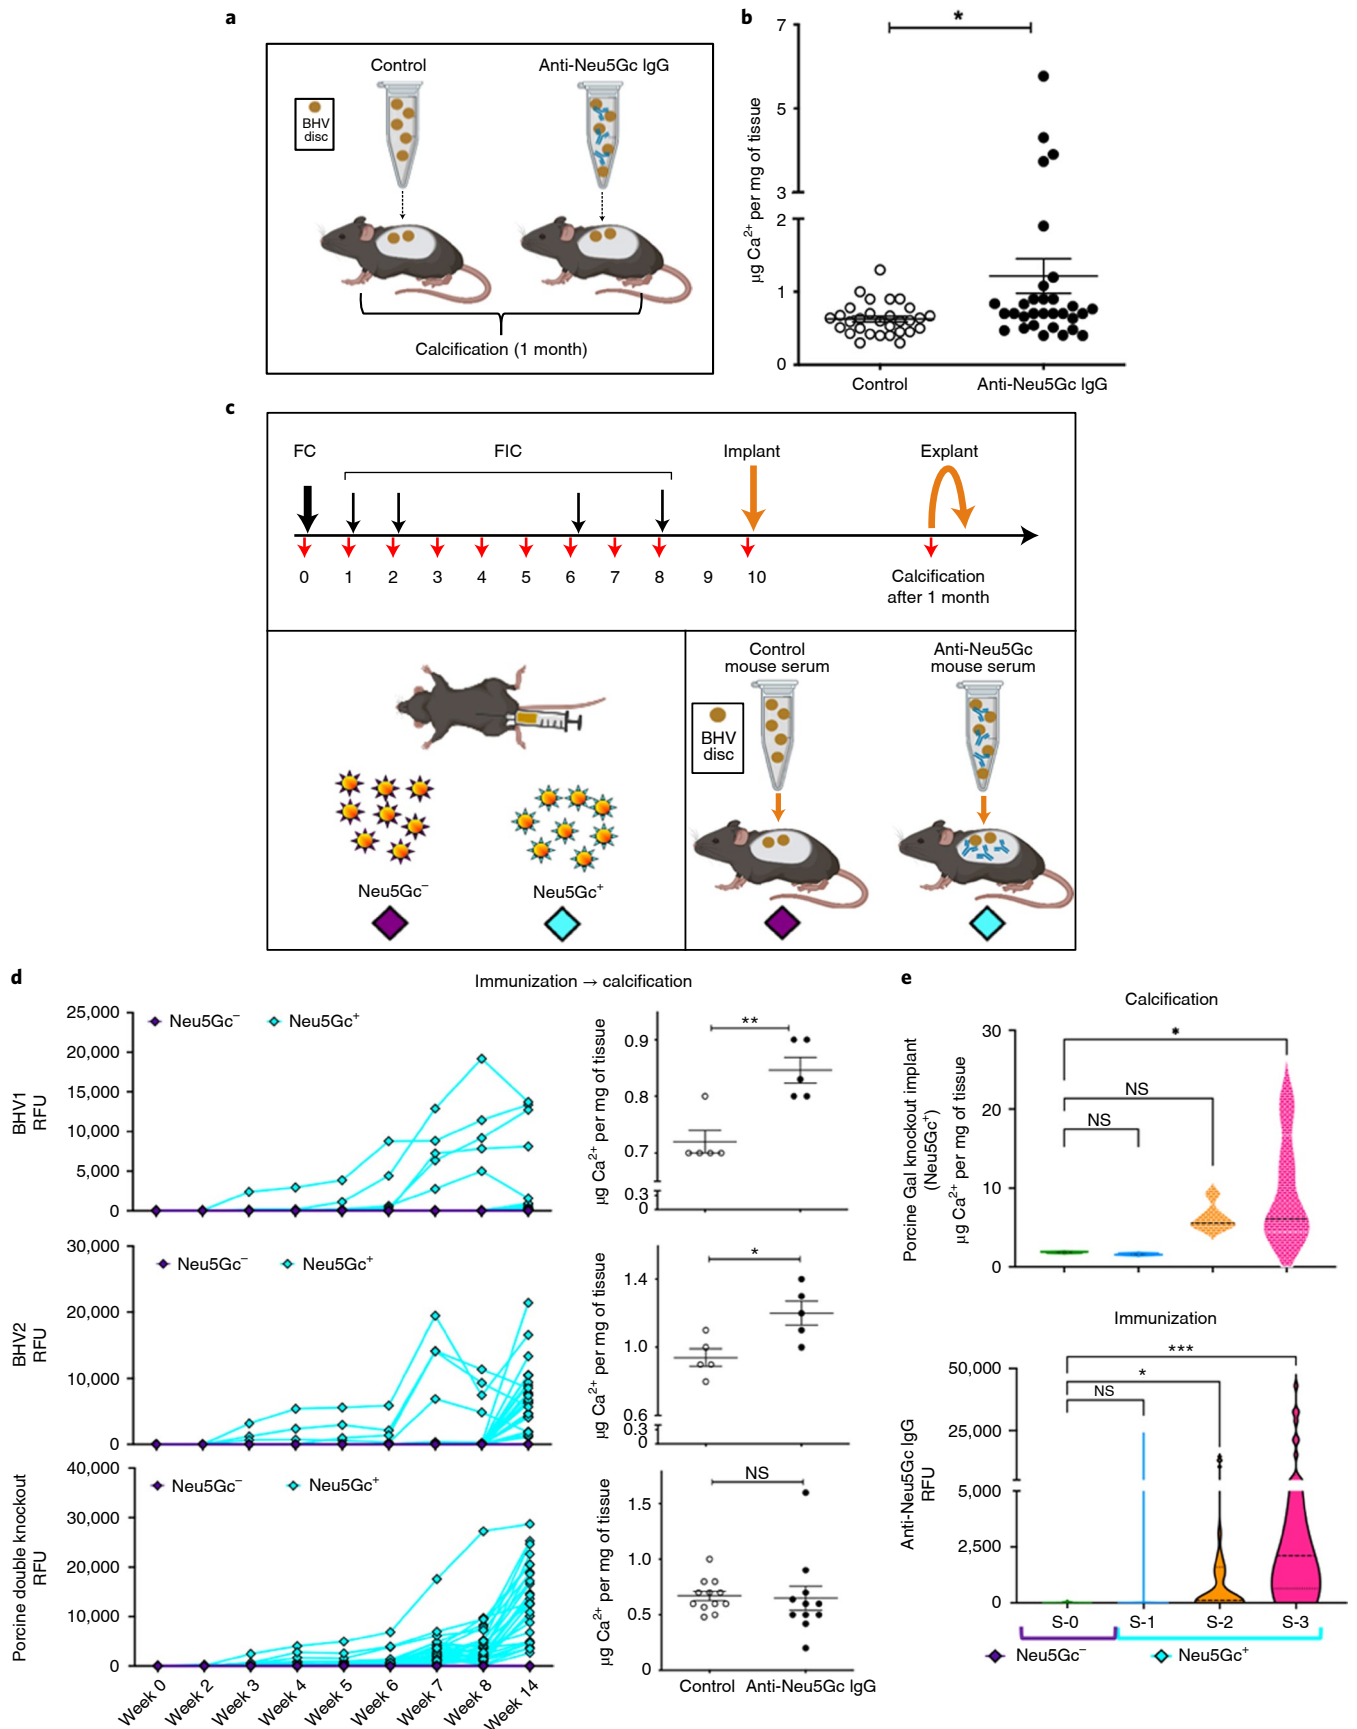 a
Control
Anti-Neu5Gc IgG
BHV
disc
Calcification (1 month)
b
*
7
5
3
2
1
0
µg Ca2+ per mg of tissue
Control
Anti-Neu5Gc IgG
c
FC
FIC
Implant
Explant
0 1 2 3 4 5 6 7 8 9 10
Calcification
after 1 month
Control
mouse serum
Anti-Neu5Gc
mouse serum
BHV
disc
Neu5Gc−
Neu5Gc+
d
Immunization → calcification
BHV1
RFU
25,000
20,000
15,000
10,000
5,000
0
Neu5Gc−
Neu5Gc+
µg Ca2+ per mg of tissue
0.9
0.8
0.7
0.3
0
**
BHV2
RFU
30,000
20,000
10,000
0
Neu5Gc−
Neu5Gc+
µg Ca2+ per mg of tissue
1.4
1.0
0.6
0.3
0
*
Porcine double knockout
RFU
40,000
30,000
20,000
10,000
0
Neu5Gc−
Neu5Gc+
Week 0
Week 2
Week 3
Week 4
Week 5
Week 6
Week 7
Week 8
Week 14
µg Ca2+ per mg of tissue
1.5
1.0
0.5
0
NS
Control
Anti-Neu5Gc IgG
e
Calcification
Porcine Gal knockout implant
(Neu5Gc+)
µg Ca2+ per mg of tissue
30
20
10
0
*
NS
NS
Immunization
Anti-Neu5Gc IgG
RFU
50,000
25,000
5,000
2,500
0
***
*
NS
S-0
S-1
S-2
S-3
Neu5Gc−
Neu5Gc+